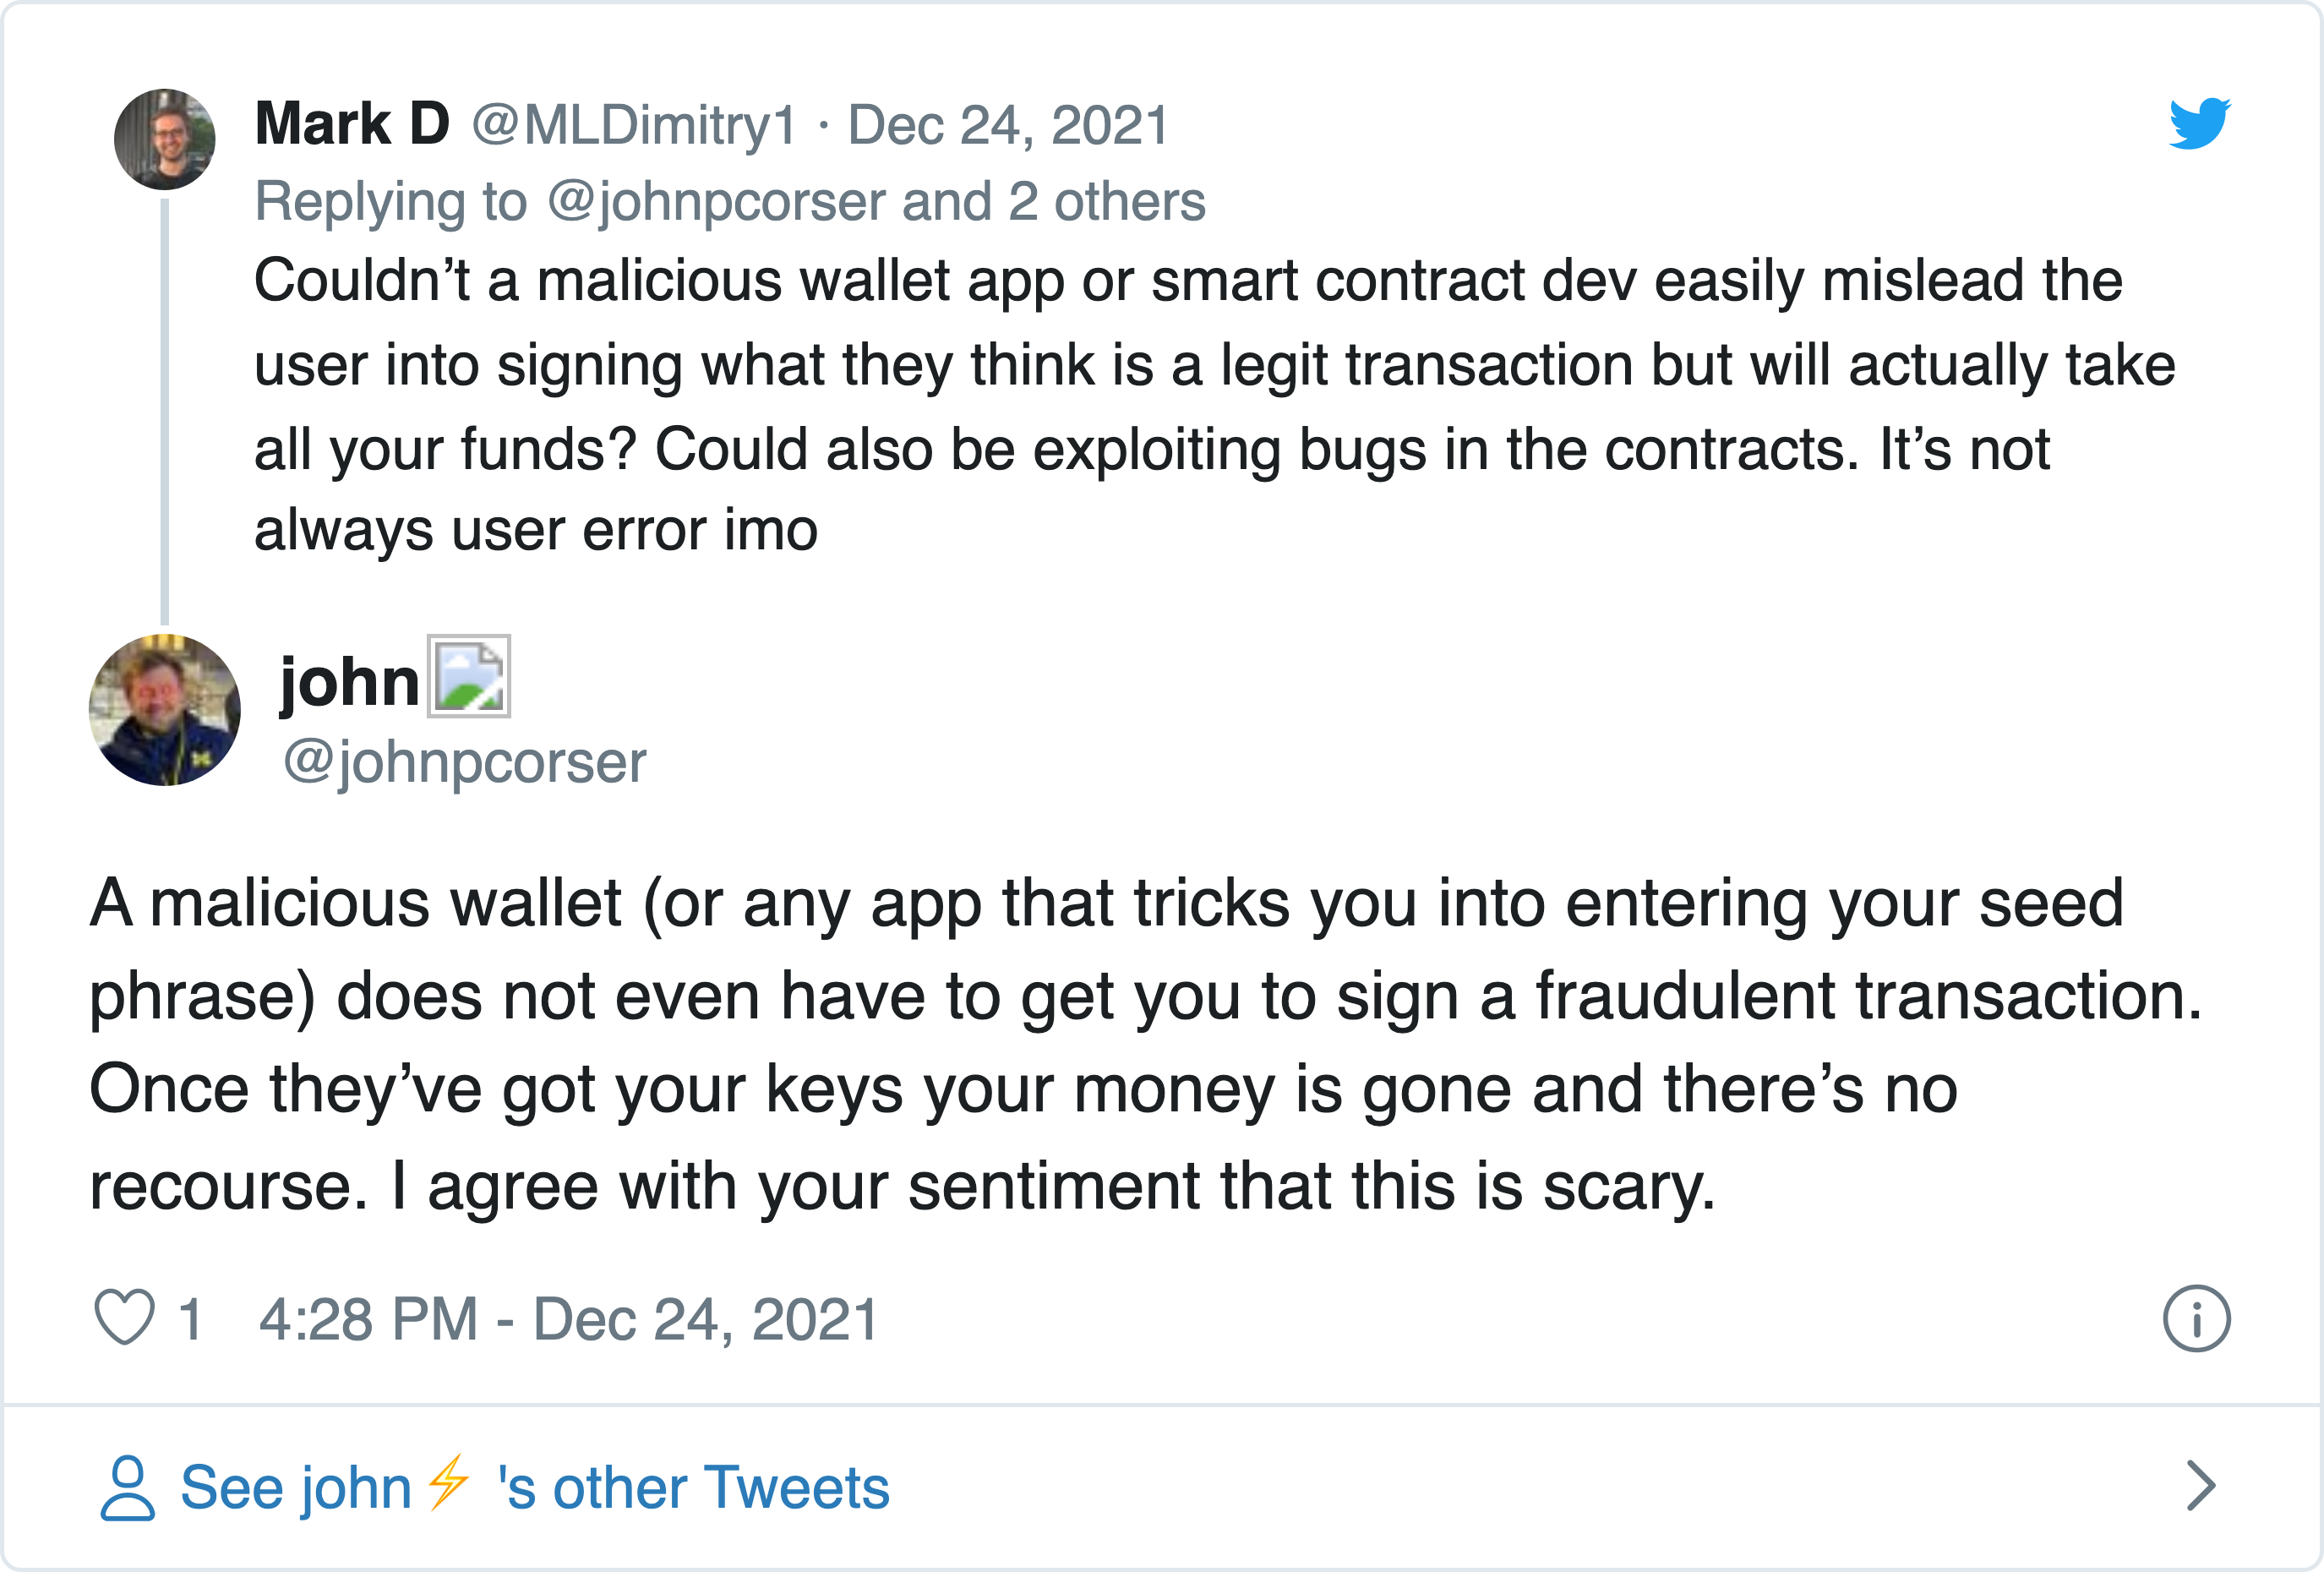 Mark D @MLDimitry1 · Dec 24, 2021
Replying to @johnpcorser and 2 others
Couldn’t a malicious wallet app or smart contract dev easily mislead the
user into signing what they think is a legit transaction but will actually take
all your funds? Could also be exploiting bugs in the contracts. It’s not
always user error imo
john
@johnpcorser
A malicious wallet (or any app that tricks you into entering your seed
phrase) does not even have to get you to sign a fraudulent transaction.
Once they’ve got your keys your money is gone and there’s no
recourse. I agree with your sentiment that this is scary.
1 4:28 PM - Dec 24, 2021
See john⚡ 's other Tweets